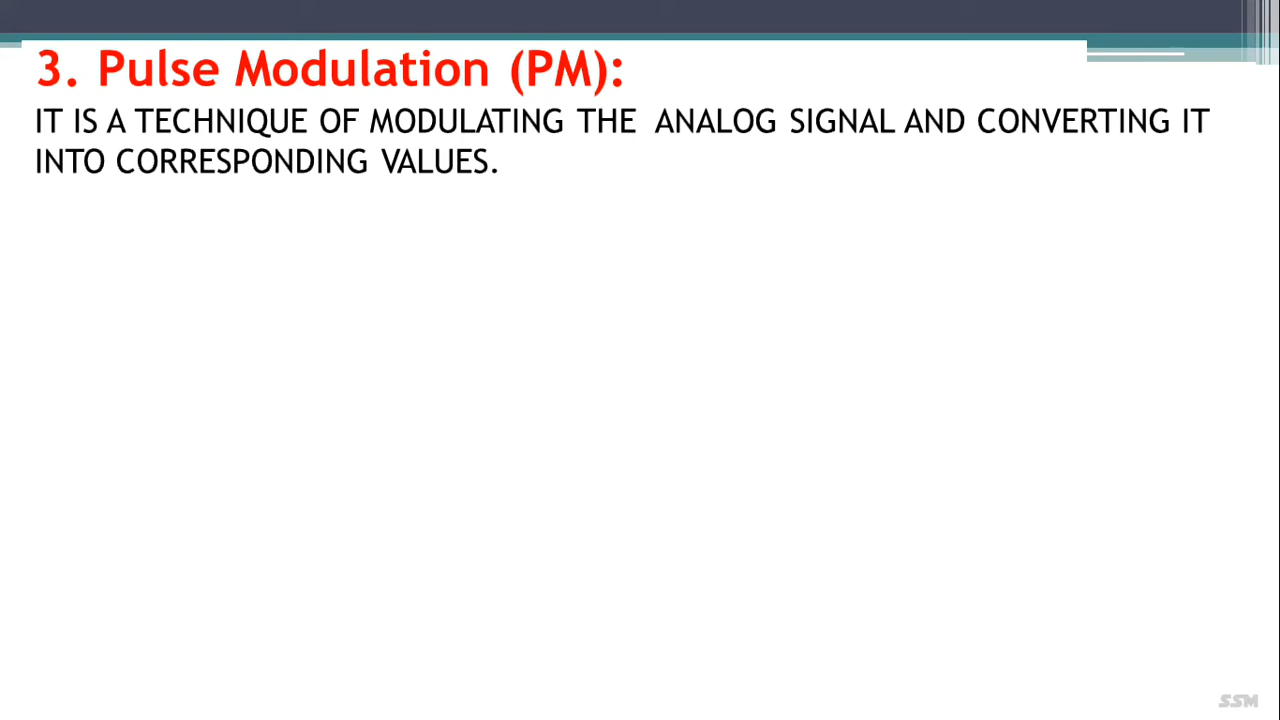 3. Pulse Modulation (PM):
IT IS A TECHNIQUE OF MODULATING THE ANALOG SIGNAL AND CONVERTING IT
INTO CORRESPONDING VALUES.
SSM